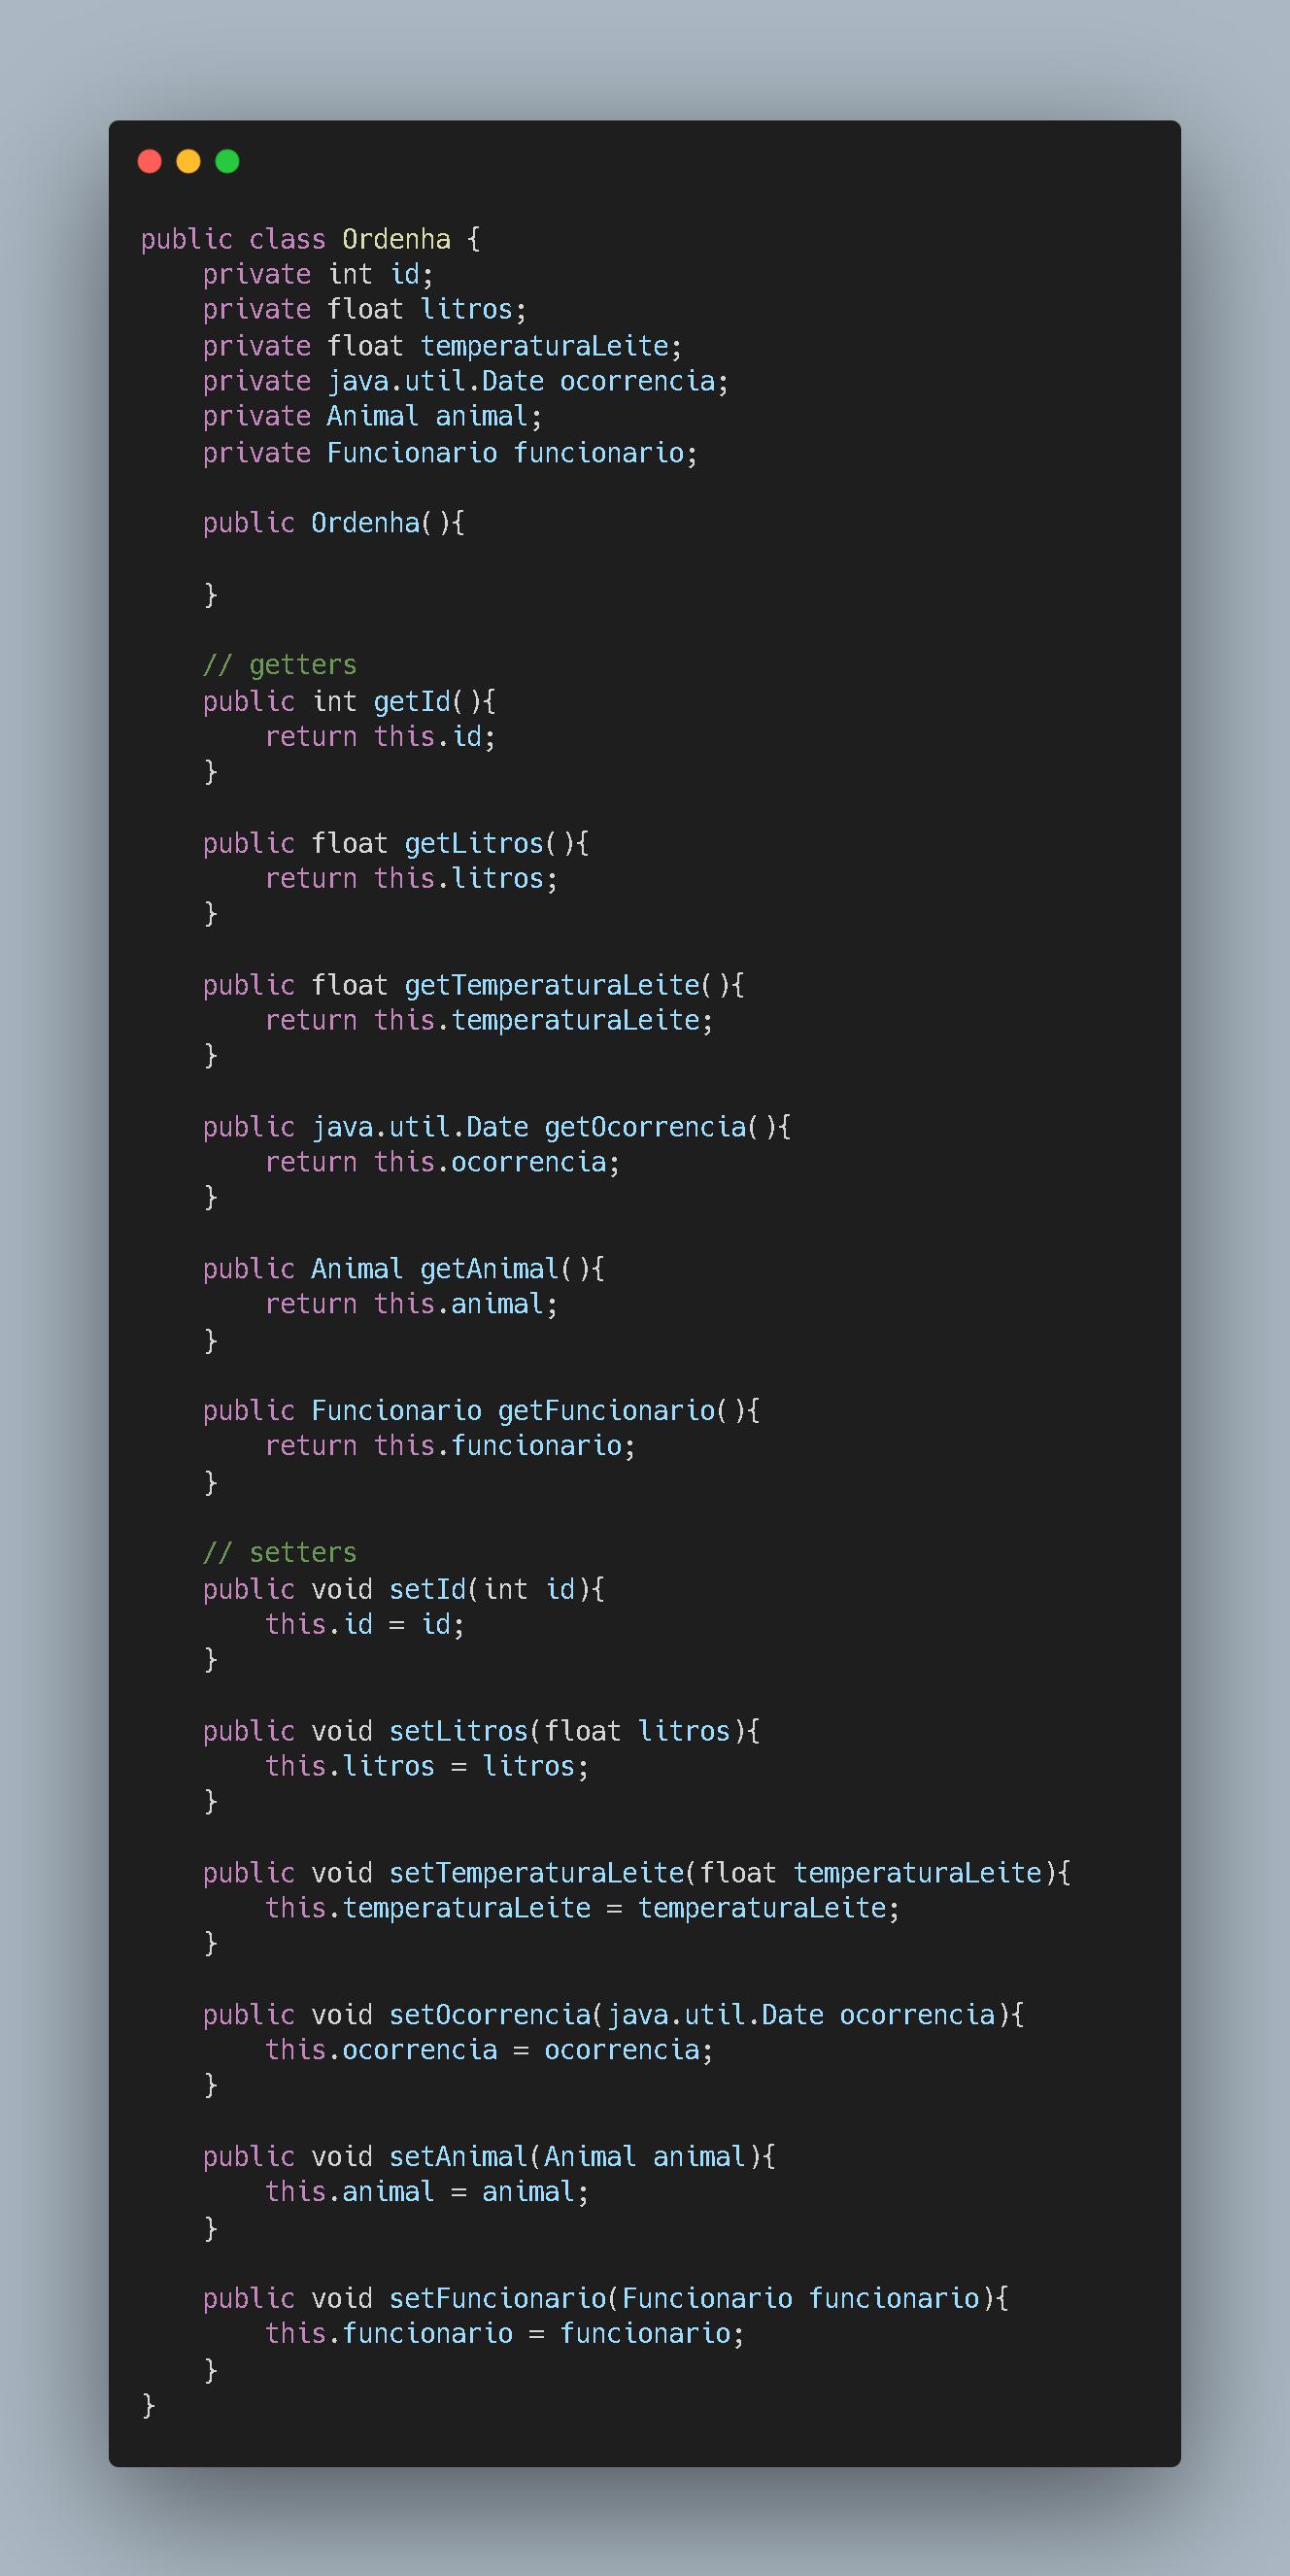 public class Ordenha {
    private int id;
    private float litros;
    private float temperaturaLeite;
    private java.util.Date ocorrencia;
    private Animal animal;
    private Funcionario funcionario;

    public Ordenha(){

    }

    // getters
    public int getId(){
        return this.id;
    }

    public float getLitros(){
        return this.litros;
    }

    public float getTemperaturaLeite(){
        return this.temperaturaLeite;
    }

    public java.util.Date getOcorrencia(){
        return this.ocorrencia;
    }

    public Animal getAnimal(){
        return this.animal;
    }

    public Funcionario getFuncionario(){
        return this.funcionario;
    }

    // setters
    public void setId(int id){
        this.id = id;
    }

    public void setLitros(float litros){
        this.litros = litros;
    }

    public void setTemperaturaLeite(float temperaturaLeite){
        this.temperaturaLeite = temperaturaLeite;
    }

    public void setOcorrencia(java.util.Date ocorrencia){
        this.ocorrencia = ocorrencia;
    }

    public void setAnimal(Animal animal){
        this.animal = animal;
    }

    public void setFuncionario(Funcionario funcionario){
        this.funcionario = funcionario;
    }
}